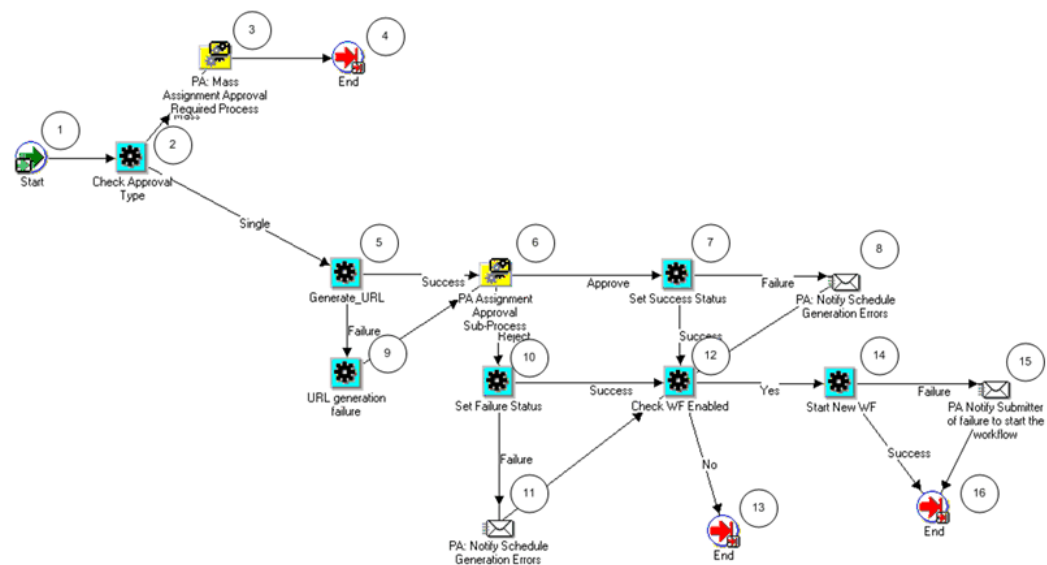 3
4
PA: Mass
Assignment Approval
Required Process
End
Mass
1
2
Start
Check Approval
Type
Single
5
6
7
8
Generate_URL
Success
PA Assignment
Approval
Sub-Process
Approve
Set Success Status
Failure
PA: Notify Schedule
Generation Errors
Failure
Reject
Success
9
10
12
14
15
URL generation
failure
Set Failure Status
Success
Check WF Enabled
Yes
Start New WF
Failure
PA Notify Submitter
of failure to start the
workflow
Failure
No
Success
11
13
16
PA: Notify Schedule
Generation Errors
End
End